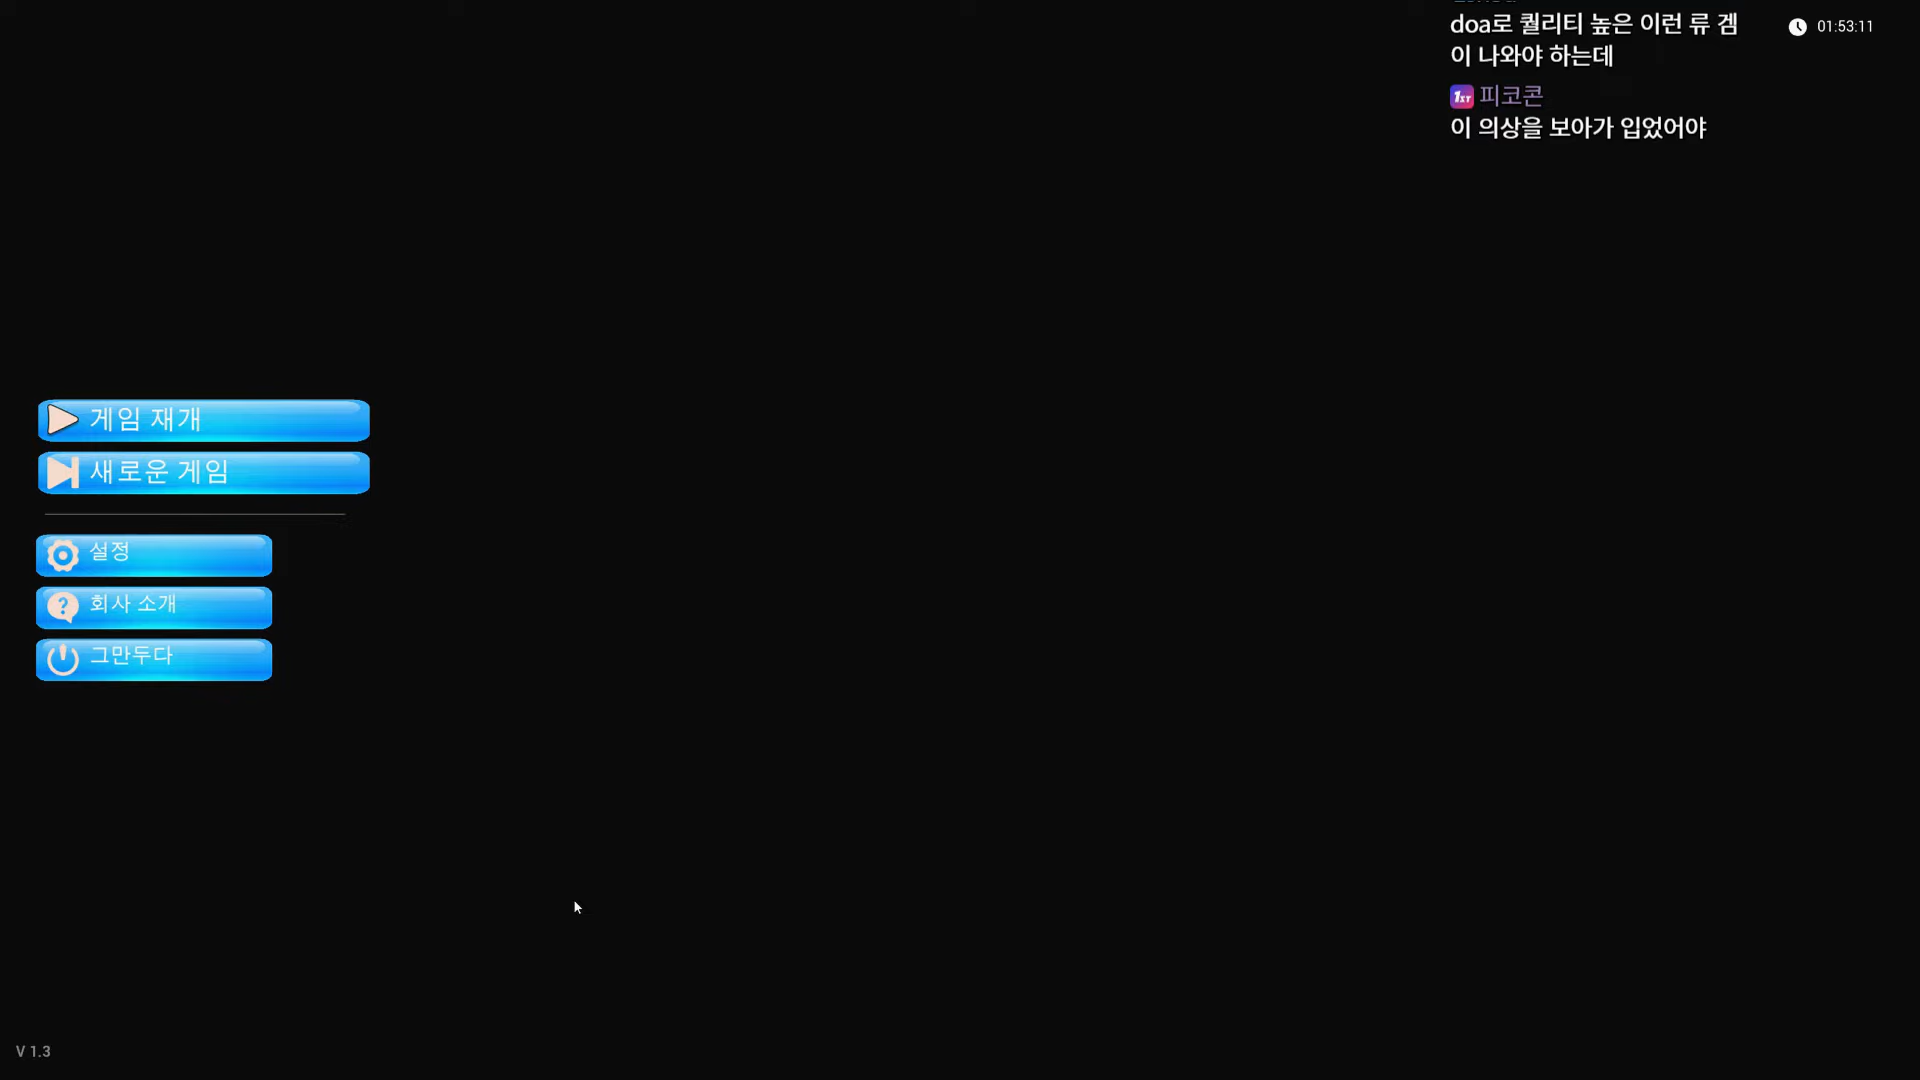 doa로 퀄리티 높은 이런 류 겜
이 나와야 하는데
01:53:11
피코콘
이 의상을 보아가 입었어야
게임 재개
새로운 게임
설정
회사 소개
그만두다
V 1.3